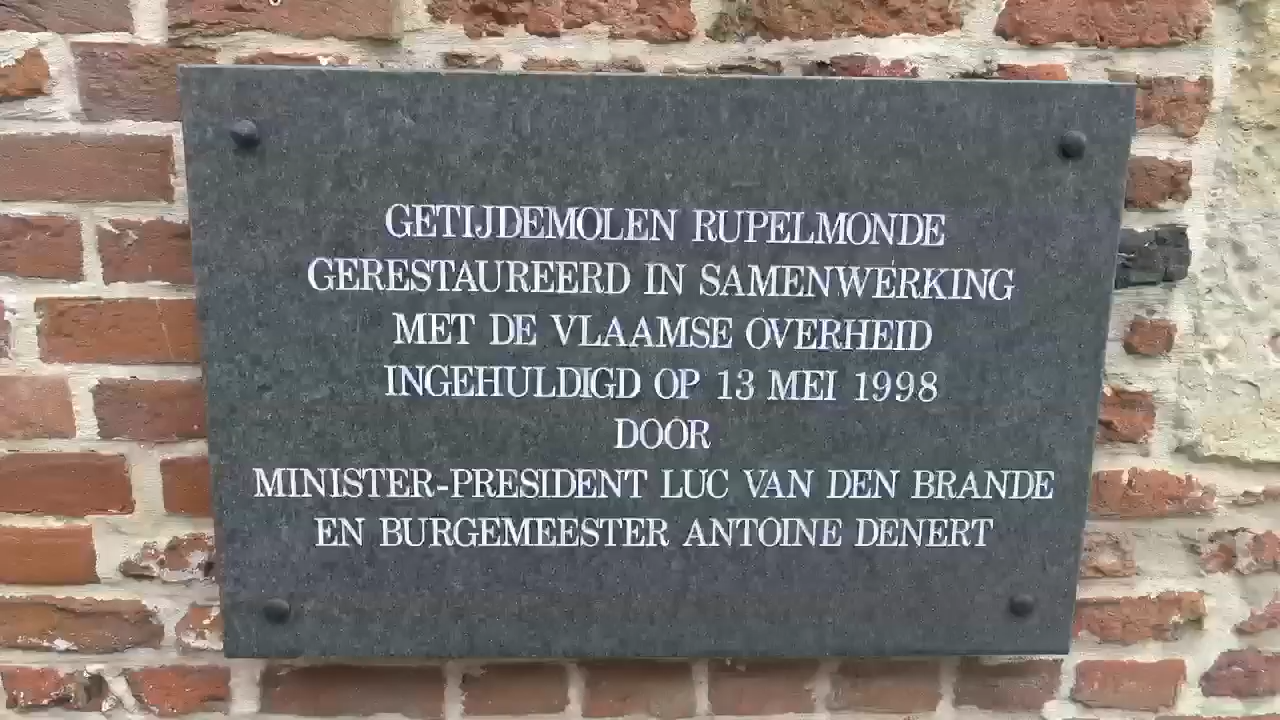 GETIJDEMOLEN RUPELMONDE
GERESTAUREERD IN SAMENWERKING
MET DE VLAAMSE OVERHEID
INGEHULDIGD OP 13 MEI 1998
DOOR
MINISTER-PRESIDENT LUC VAN DEN BRANDE
EN BURGEMEESTER ANTOINE DENERT